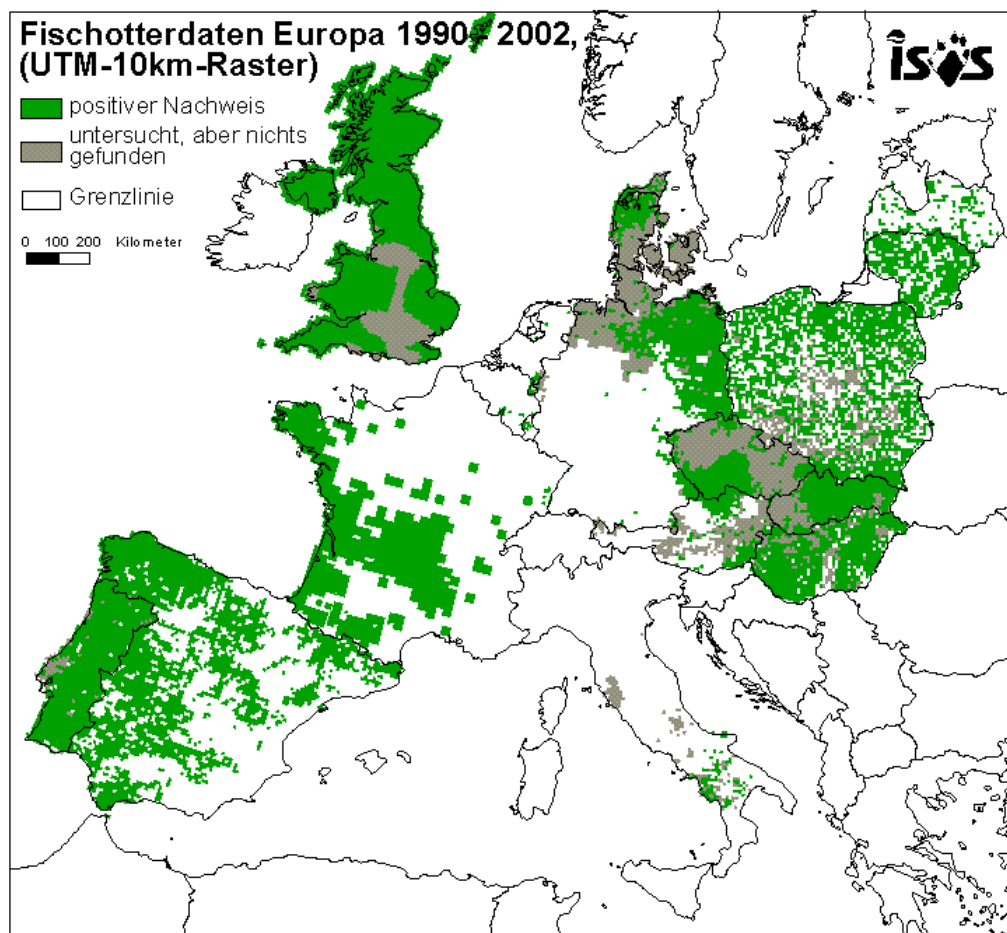 Fischotterdaten Europa 1990 - 2002,
(UTM-10km-Raster)
positiver Nachweis
untersucht, aber nichts
gefunden
Grenzlinie
0 100 200 Kilometer
isos